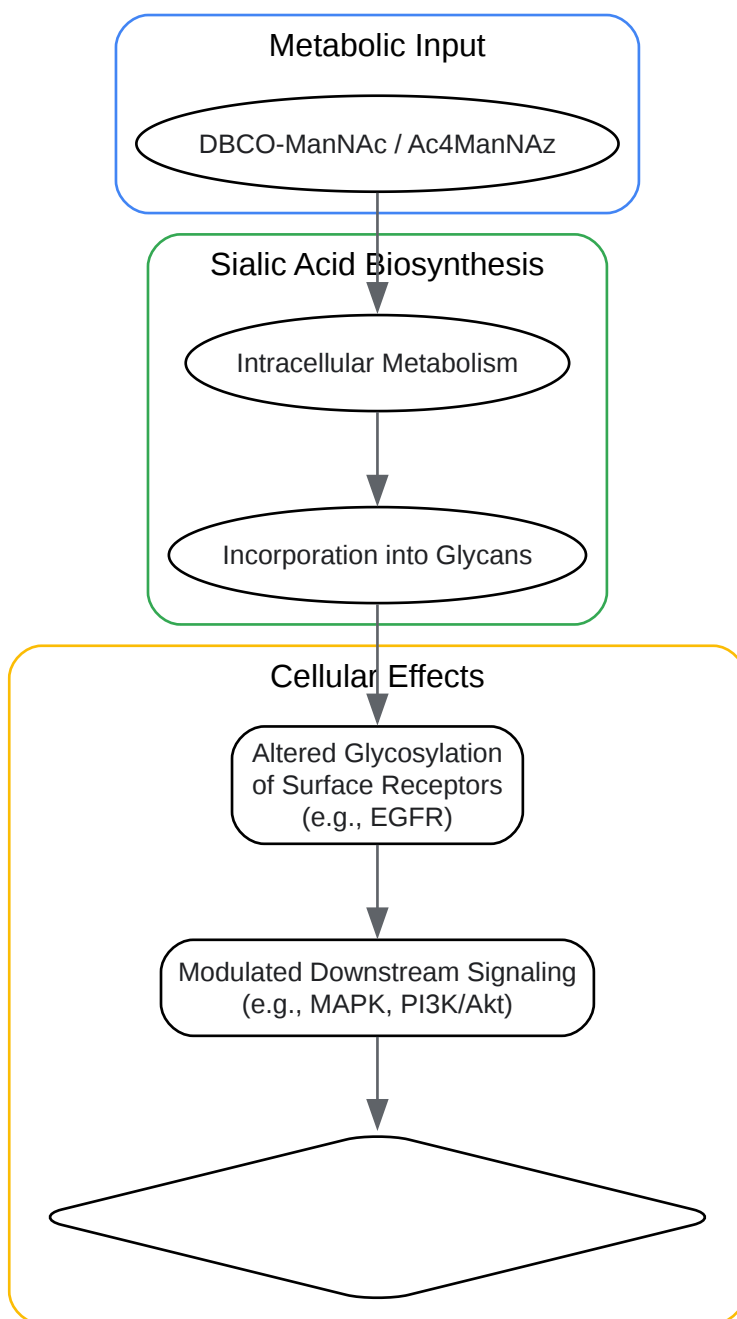 Metabolic Input
DBCO-ManNAc / Ac4ManNAz
Sialic Acid Biosynthesis
Intracellular Metabolism
Incorporation into Glycans
Cellular Effects
Altered Glycosylation
of Surface Receptors
(e.g., EGFR)
Modulated Downstream Signaling
(e.g., MAPK, PI3K/Akt)